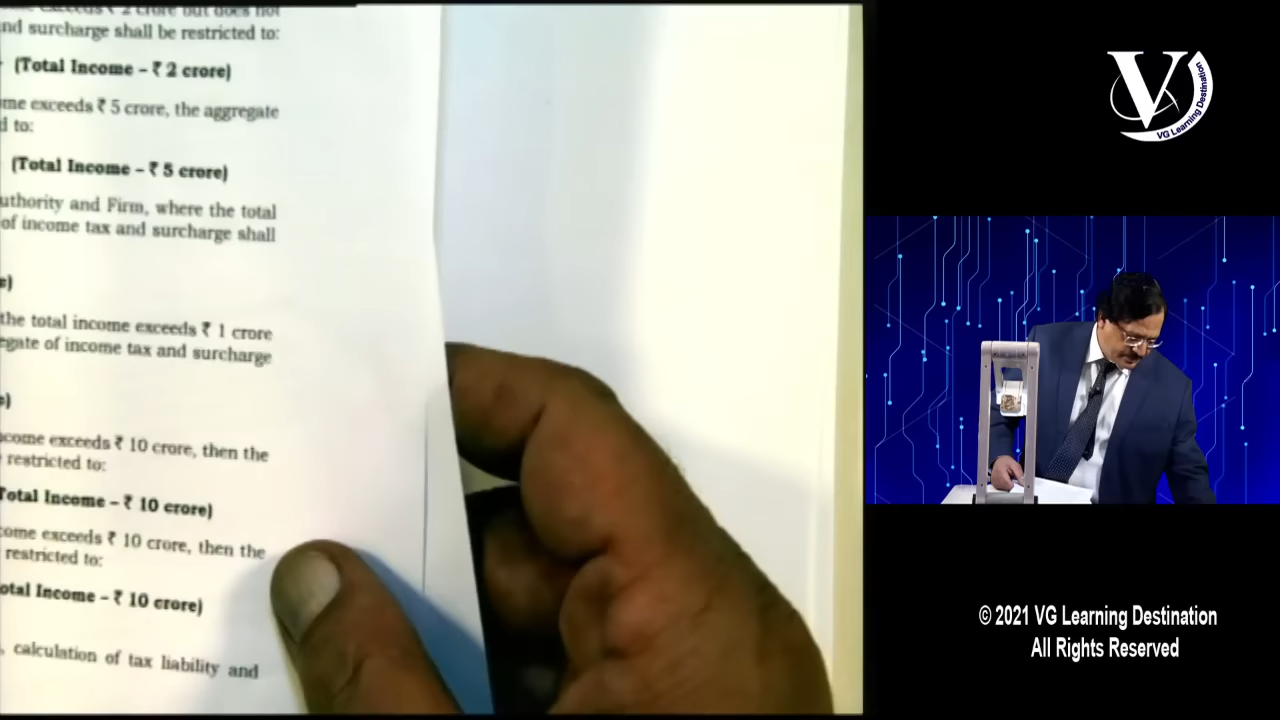 exceeds ₹ 2 crore but does not
nd surcharge shall be restricted to:
(Total Income – ₹ 2 crore)
me exceeds ₹ 5 crore, the aggregate
d to:
(Total Income – ₹ 5 crore)
uthority and Firm, where the total
of income tax and surcharge shall
e)
the total income exceeds ₹ 1 crore
egate of income tax and surcharge
e)
come exceeds ₹ 10 crore, then the
restricted to:
Total Income – ₹ 10 crore)
come exceeds ₹ 10 crore, then the
restricted to:
otal Income – ₹ 10 crore)
, calculation of tax liability and
V
VG Learning Destination
© 2021 VG Learning Destination
All Rights Reserved